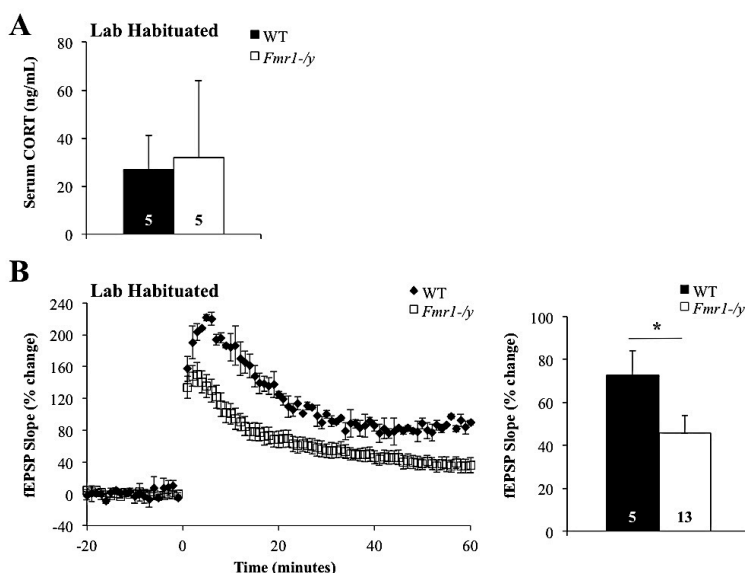 A
Lab Habituated
WT
Fmr1-/y
Serum CORT (ng/mL)
80
60
40
20
0
5
5
B
Lab Habituated
WT
Fmr1-/y
fEPSP Slope (% change)
240
200
160
120
80
40
0
-40
-20
0
20
40
60
Time (minutes)
WT
Fmr1-/y
fEPSP Slope (% change)
100
80
60
40
20
0
*
5
13